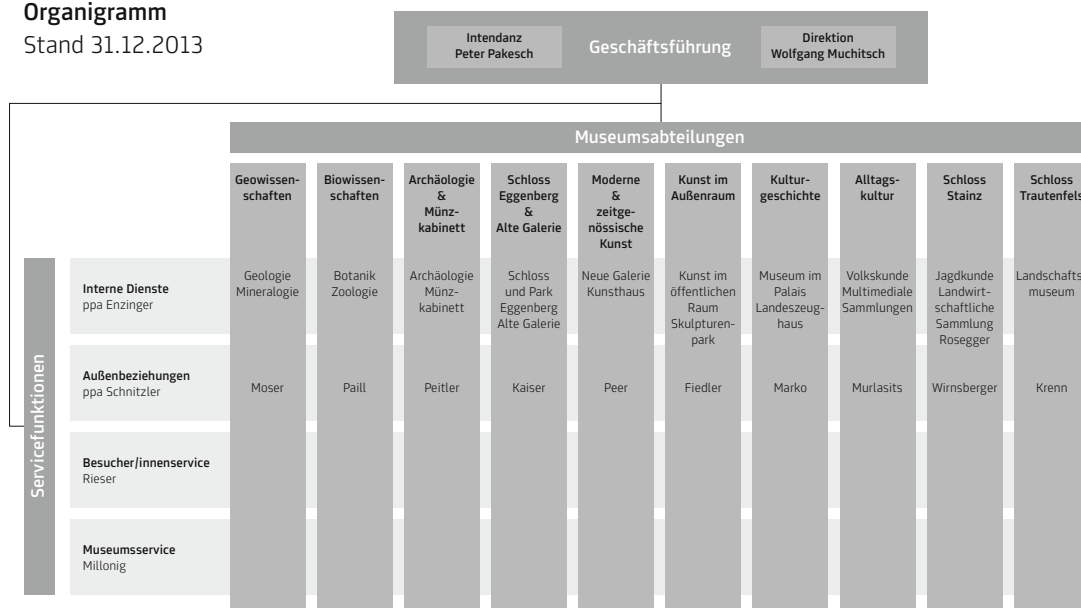 Organigramm
Stand 31.12.2013
Intendanz
Peter Pakesch
Geschäftsführung
Direktion
Wolfgang Muchitsch
Museumsabteilungen
Geowissen-
schaften
Biowissen-
schaften
Archäologie
&
Münz-
kabinett
Schloss
Eggenberg
&
Alte Galerie
Moderne
&
zeitge-
nössische
Kunst
Kunst im
Außenraum
Kultur-
geschichte
Alltags-
kultur
Schloss
Stainz
Schloss
Trautenfels
Servicefunktionen
Interne Dienste
ppa Enzinger
Geologie
Mineralogie
Botanik
Zoologie
Archäologie
Münz-
kabinett
Schloss
und Park
Eggenberg
Alte Galerie
Neue Galerie
Kunsthaus
Kunst im
öffentlichen
Raum
Skulpturen-
park
Museum im
Palais
Landeszeug-
haus
Volkskunde
Multimediale
Sammlungen
Jagdkunde
Landwirt-
schaftliche
Sammlung
Rosegger
Landschafts-
museum
Außenbeziehungen
ppa Schnitzler
Moser
Paill
Peitler
Kaiser
Peer
Fiedler
Marko
Murlasits
Wirnsberger
Krenn
Besucher/innenservice
Rieser
Museumsservice
Millonig